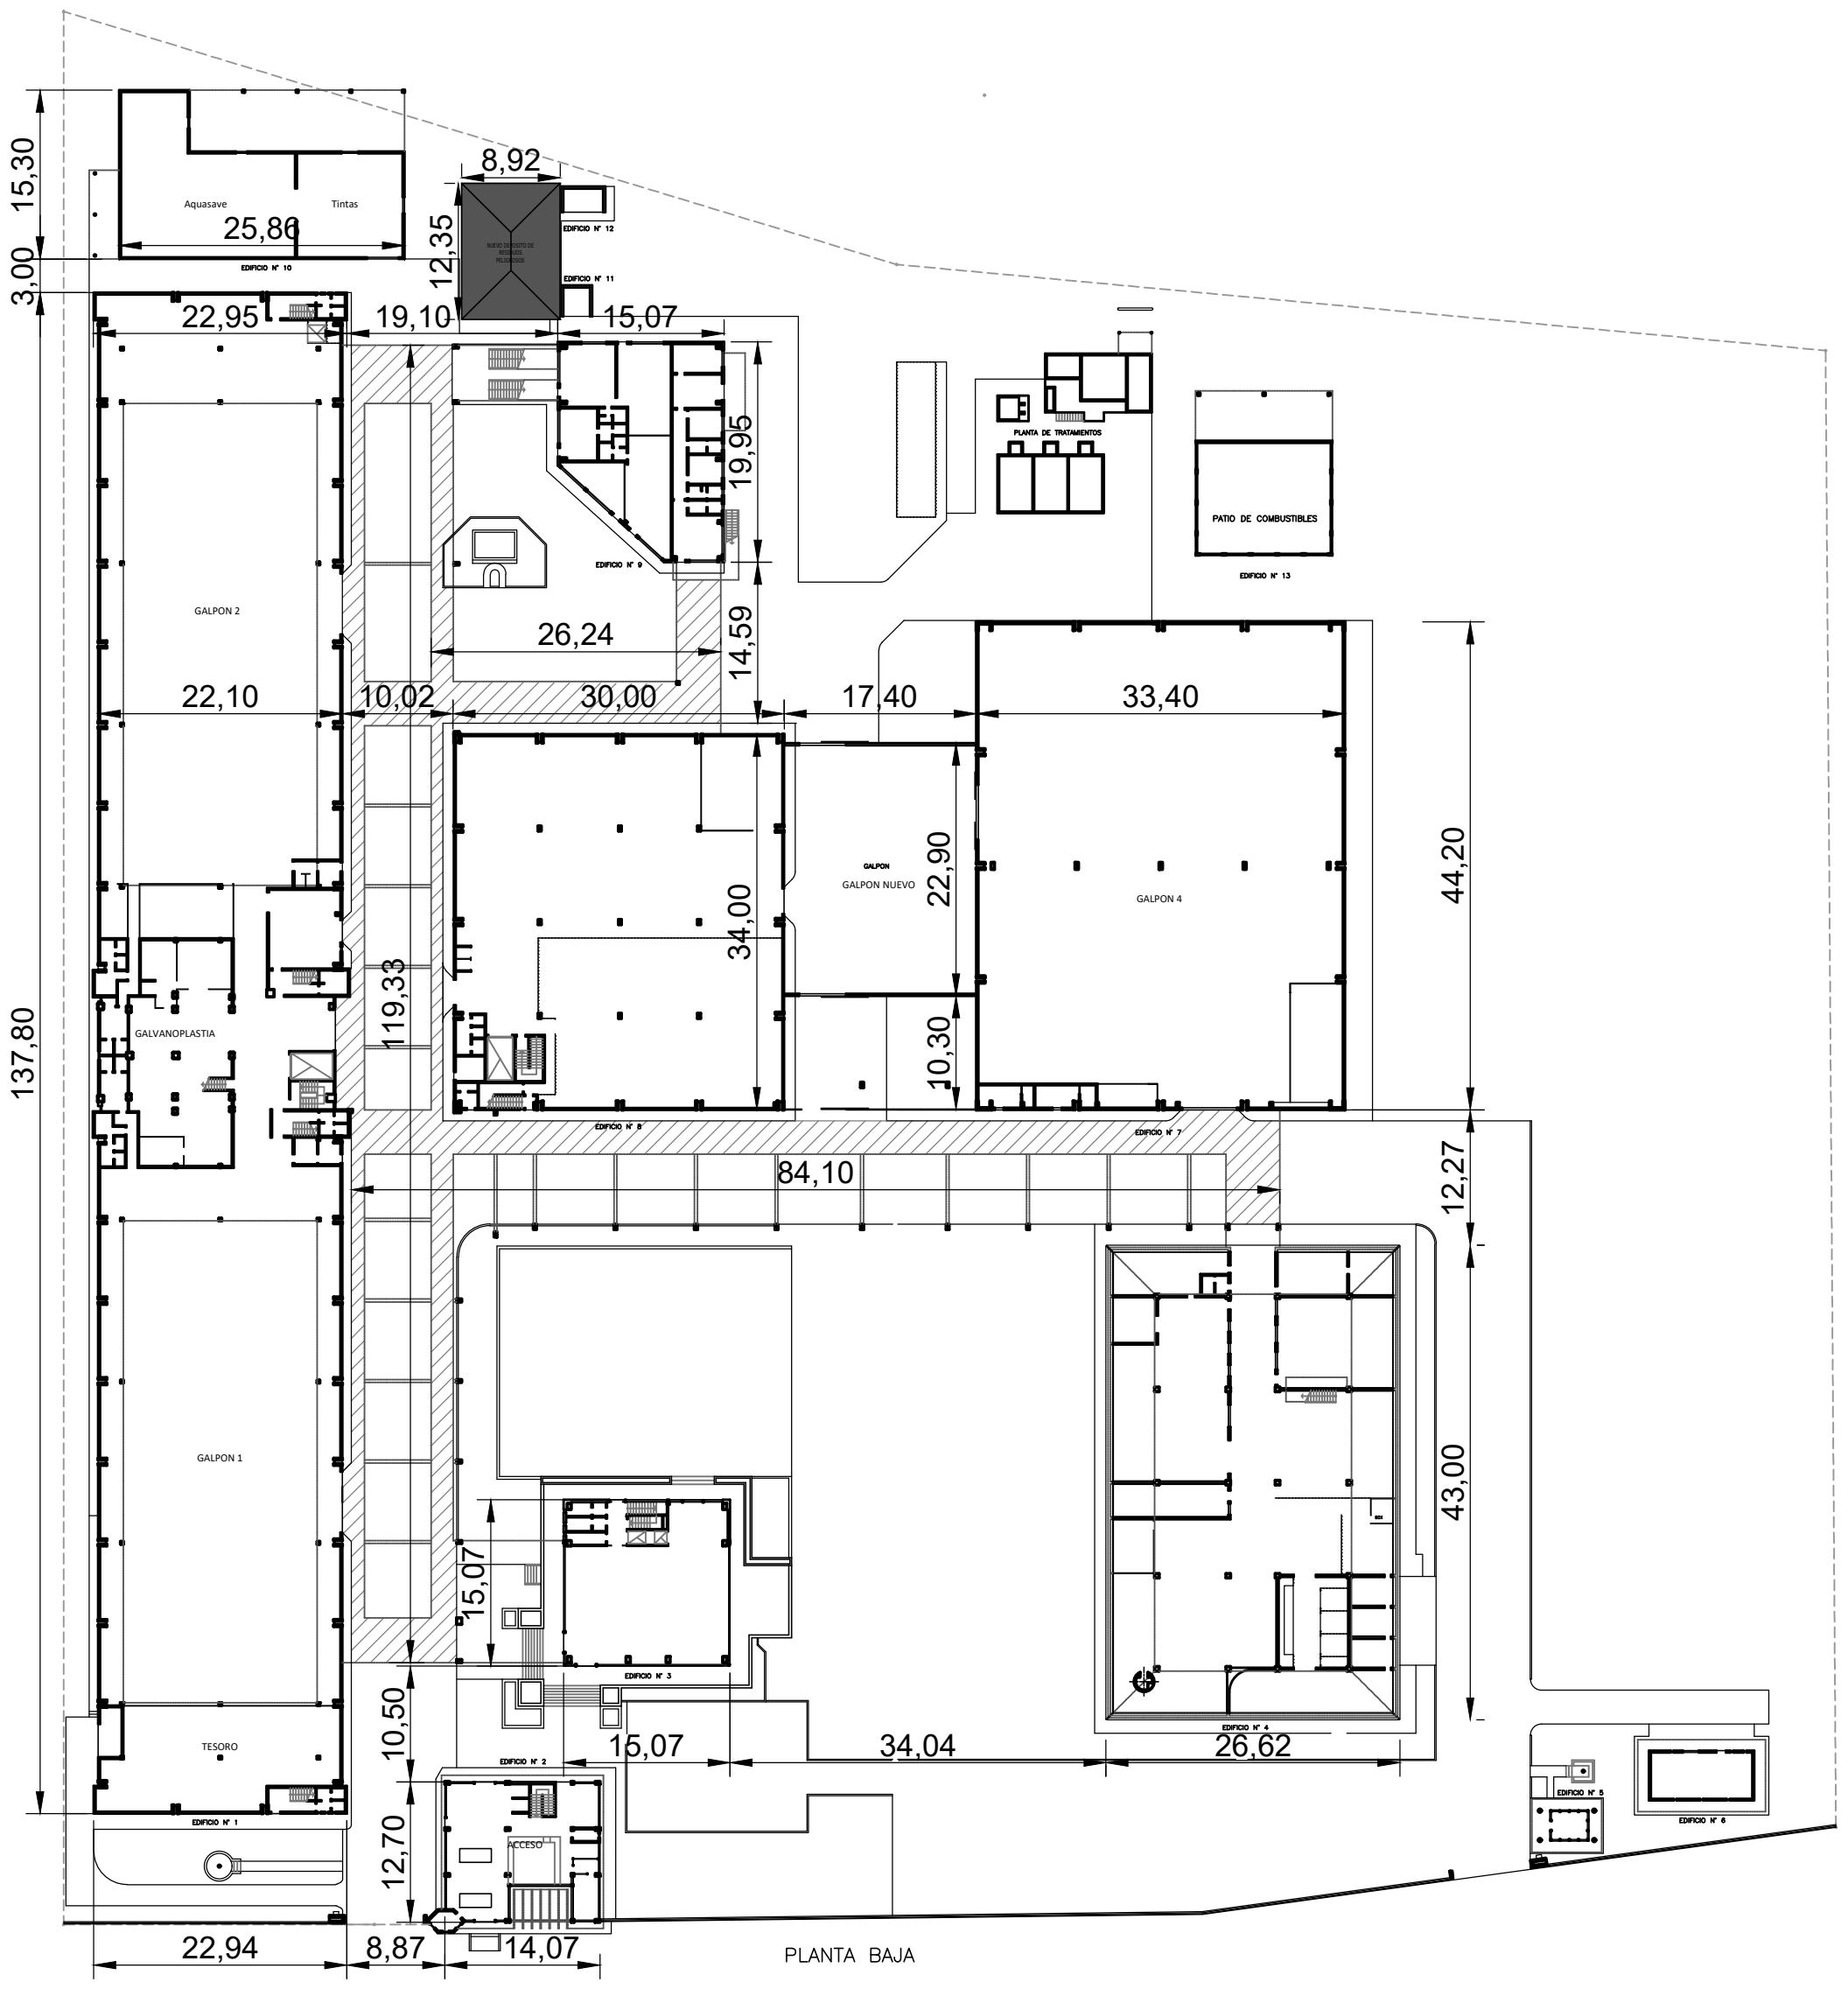 15,30
3,00
137,80
Aquasave
Tintas
25,86
EDIFICIO N° 10
8,92
12,35
NUEVO DEPOSITO DE
RESIDUOS
PELIGROSOS
EDIFICIO N° 12
EDIFICIO N° 11
22,95
19,10
15,07
19,95
PLANTA DE TRATAMIENTOS
PATIO DE COMBUSTIBLES
EDIFICIO N° 13
EDIFICIO N° 9
GALPON 2
26,24
14,59
22,10
10,02
30,00
17,40
33,40
GALPON
GALPON NUEVO
22,90
GALPON 4
44,20
34,00
119,33
GALVANOPLASTIA
10,30
EDIFICIO N° 8
EDIFICIO N° 7
84,10
12,27
GALPON 1
43,00
15,07
EDIFICIO N° 3
10,50
TESORO
EDIFICIO N° 2
15,07
34,04
EDIFICIO N° 4
26,62
EDIFICIO N° 5
EDIFICIO N° 6
EDIFICIO N° 1
12,70
ACCESO
22,94
8,87
14,07
PLANTA BAJA